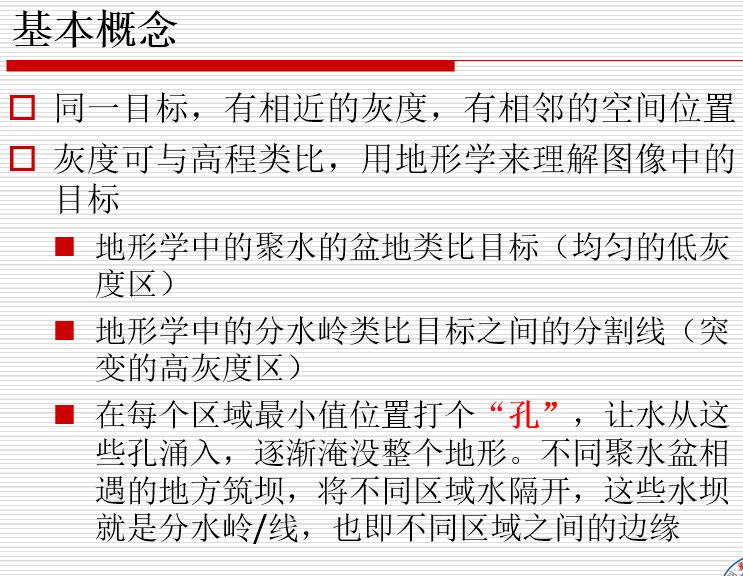 基本概念
同一目标，有相近的灰度，有相邻的空间位置
灰度可与高程类比，用地形学来理解图像中的
目标
地形学中的聚水的盆地类比目标（均匀的低灰
度区）
地形学中的分水岭类比目标之间的分割线（突
变的高灰度区）
在每个区域最小值位置打个“孔”，让水从这
些孔涌入，逐渐淹没整个地形。不同聚水盆相
遇的地方筑坝，将不同区域水隔开，这些水坝
就是分水岭/线，也即不同区域之间的边缘